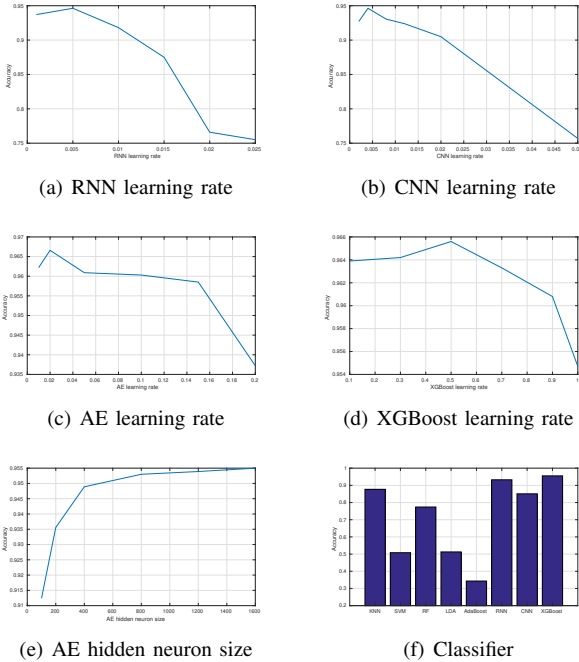 0.95
0.9
0.85
0.8
0.75
Accuracy
0 0.005 0.01 0.015 0.02 0.025
RNN learning rate
(a) RNN learning rate
0.95
0.9
0.85
0.8
0.75
Accuracy
0 0.005 0.01 0.015 0.02 0.03 0.04 0.0
CNN learning rate
(b) CNN learning rate
0.97
0.965
0.96
0.955
0.95
0.945
0.94
0.935
Accuracy
0 0.02 0.04 0.06 0.08 0.1 0.12 0.14 0.16 0.18 0.2
AE learning rate
(c) AE learning rate
0.966
0.964
0.962
0.96
0.958
0.956
0.954
Accuracy
0.1 0.2 0.3 0.4 0.5 0.6 0.7 0.8 0.9 1
XGBoost learning rate
(d) XGBoost learning rate
0.955
0.95
0.945
0.94
0.935
0.93
0.925
0.92
0.915
0.91
Accuracy
0 200 400 600 800 1000 1200 1400 1600
AE hidden neuron size
(e) AE hidden neuron size
1
0.9
0.8
0.7
0.6
0.5
0.4
0.3
0.2
Accuracy
KNN SVM RF LDA AdaBoost RNN CNN XGBoost
(f) Classifier